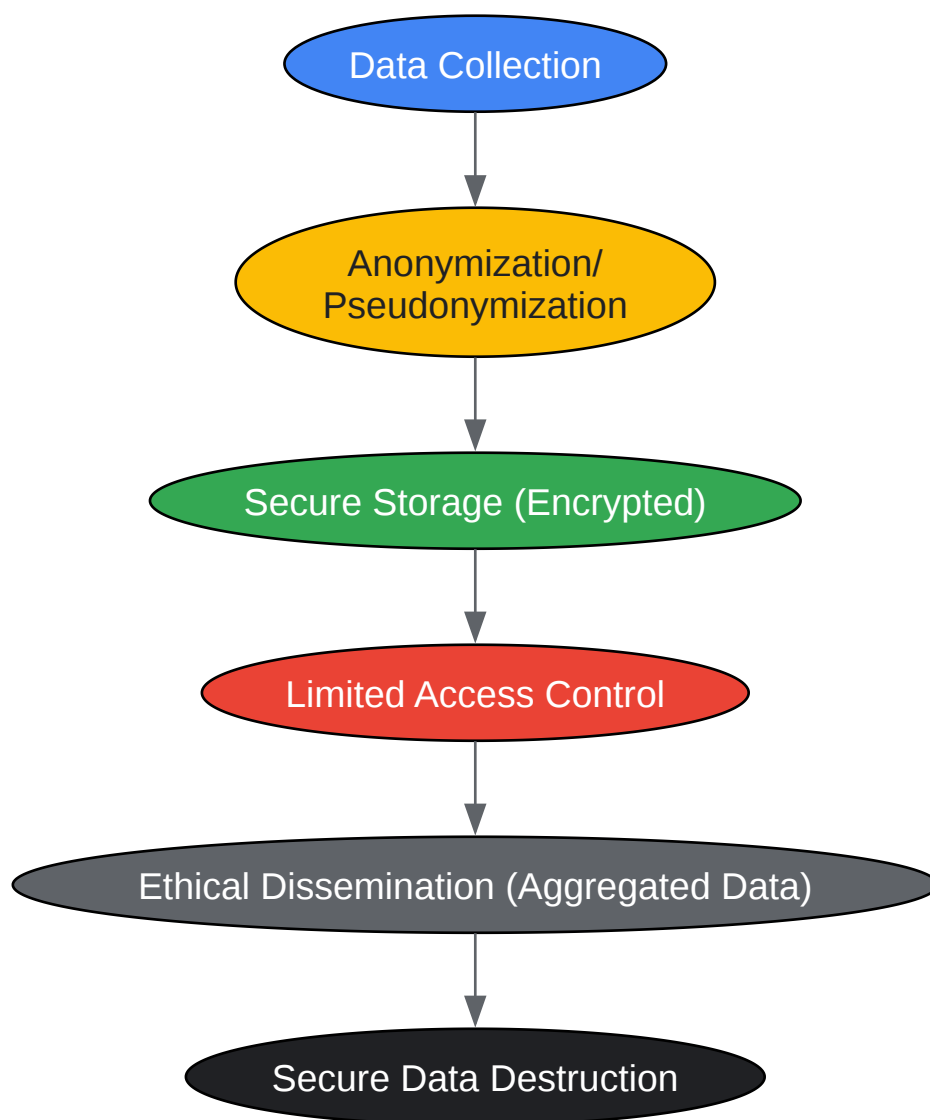 Data Collection
Anonymization/
Pseudonymization
Secure Storage (Encrypted)
Limited Access Control
Ethical Dissemination (Aggregated Data)
Secure Data Destruction